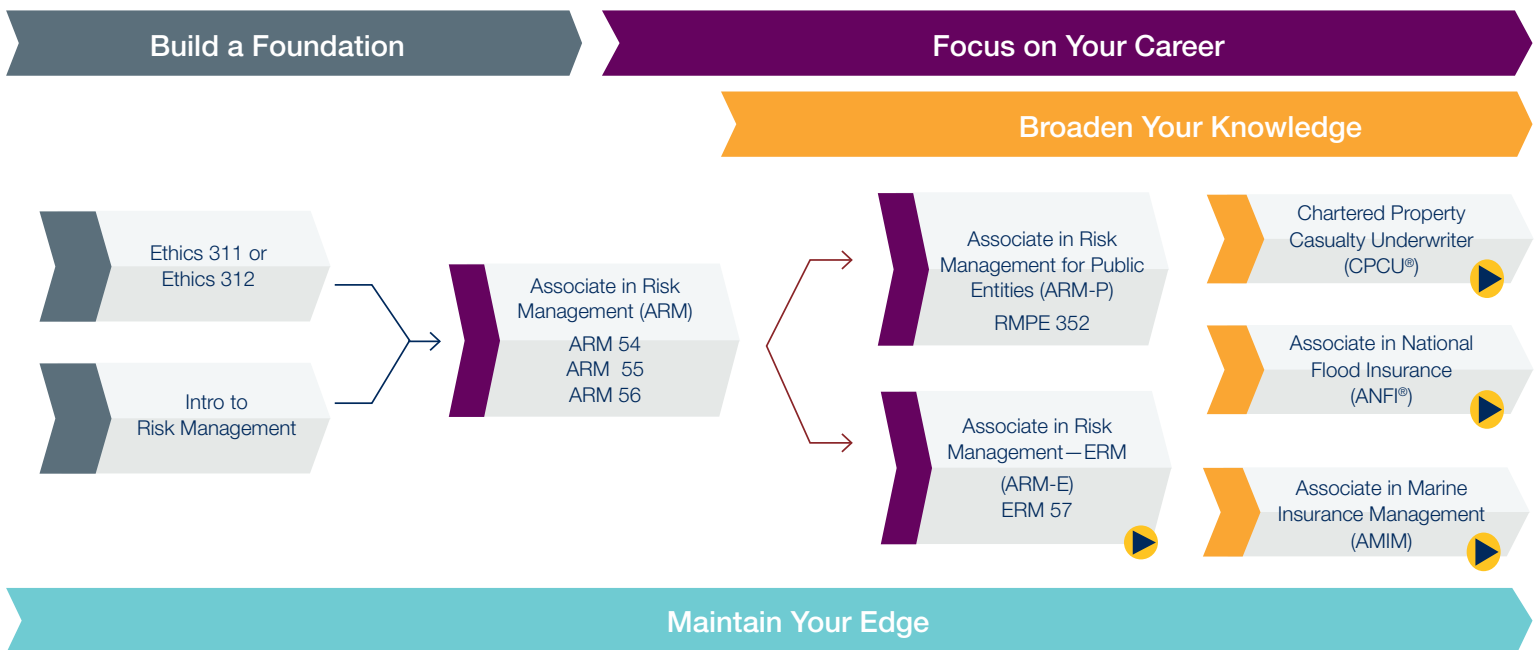 Build a Foundation
Focus on Your Career
Broaden Your Knowledge
Ethics 311 or
Ethics 312
Intro to
Risk Management
Associate in Risk
Management (ARM)
ARM 54
ARM 55
ARM 56
Associate in Risk
Management for Public
Entities (ARM-P)
RMPE 352
Associate in Risk
Management—ERM
(ARM-E)
ERM 57
Chartered Property
Casualty Underwriter
(CPCU®)
Associate in National
Flood Insurance
(ANFI®)
Associate in Marine
Insurance Management
(AMIM)
Maintain Your Edge